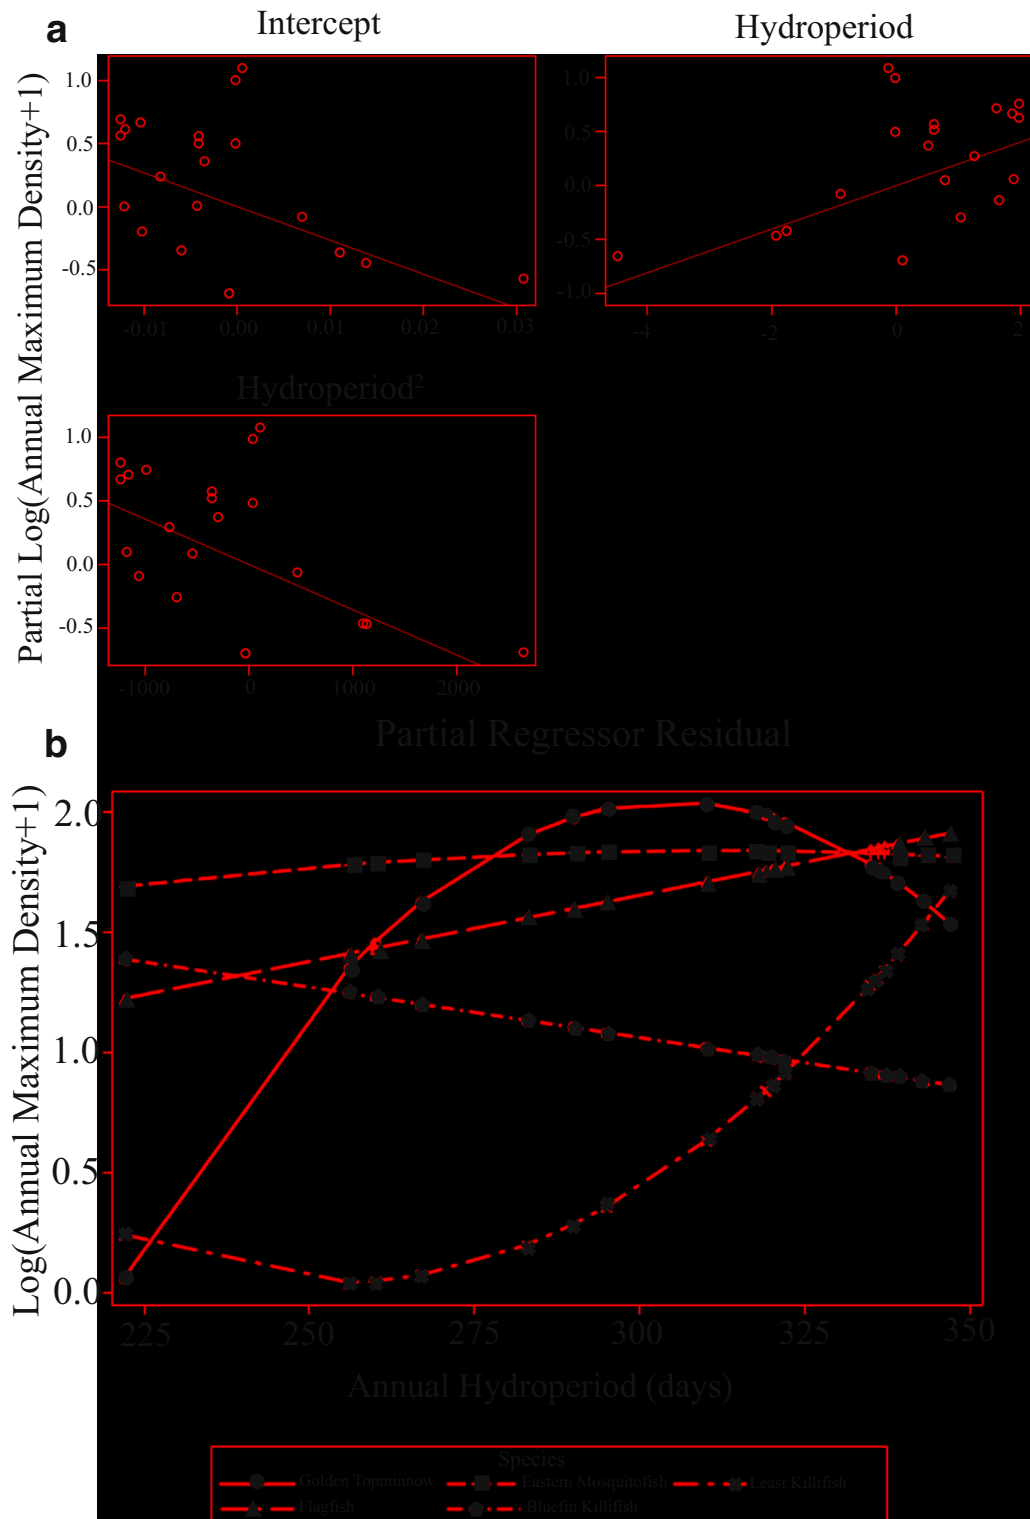 a
Intercept
Hydroperiod
Partial Log(Annual Maximum Density+1)
1.0
0.5
0.0
-0.5
-0.01 0.00 0.01 0.02 0.03
1.0
0.5
0.0
-0.5
-1.0
-4 -2 0 2
Hydroperiod²
1.0
0.5
0.0
-0.5
-1000 0 1000 2000
Partial Regressor Residual
b
Log(Annual Maximum Density+1)
2.0
1.5
1.0
0.5
0.0
225 250 275 300 325 350
Annual Hydroperiod (days)
Species
Golden Topminnow Eastern Mosquitofish Least Killifish
Flagfish Bluefin Killifish